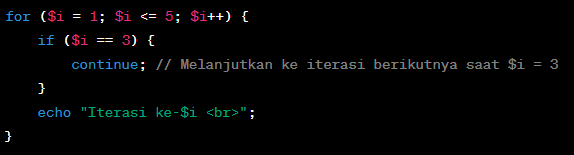 for ($i = 1; $i <= 5; $i++) {
    if ($i == 3) {
        continue; // Melanjutkan ke iterasi berikutnya saat $i = 3
    }
    echo "Iterasi ke-$i <br>";
}